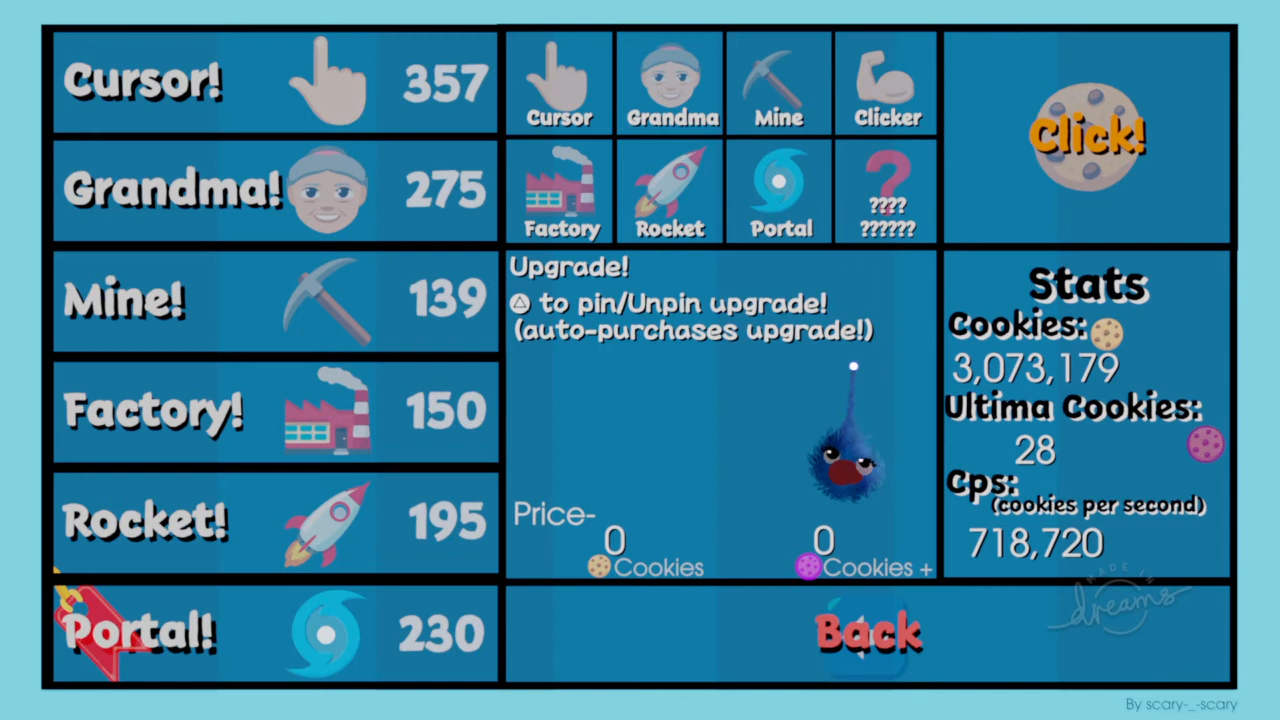 Cursor! 357
Grandma! 275
Mine! 139
Factory! 150
Rocket! 195
Portal! 230
Cursor Grandma Mine Clicker
Factory Rocket Portal ????
??????
Upgrade!
to pin/Unpin upgrade!
(auto-purchases upgrade!)
Price-
0 0
Cookies Cookies +
Click!
Stats
Cookies:
3,073,179
Ultima Cookies:
28
Cps:
(cookies per second)
718,720
MADE IN
dreams
Back
By scary-_-scary